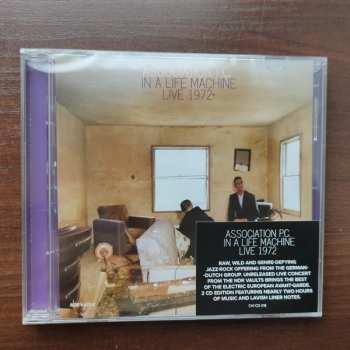 IN A LIFE MACHINE
LIVE 1972
ASSOCIATION P.C.
IN A LIFE MACHINE
LIVE 1972
RAW, WILD AND GENRE-DEFYING
JAZZ-ROCK OFFERING FROM THE GERMAN-
-DUTCH GROUP. UNRELEASED LIVE CONCERT
FROM THE NDR VAULTS BRINGS THE BEST
OF THE ELECTRIC EUROPEAN AVANT-GARDE.
2 CD EDITION FEATURING NEARLY TWO HOURS
OF MUSIC AND LAVISH LINER NOTES.